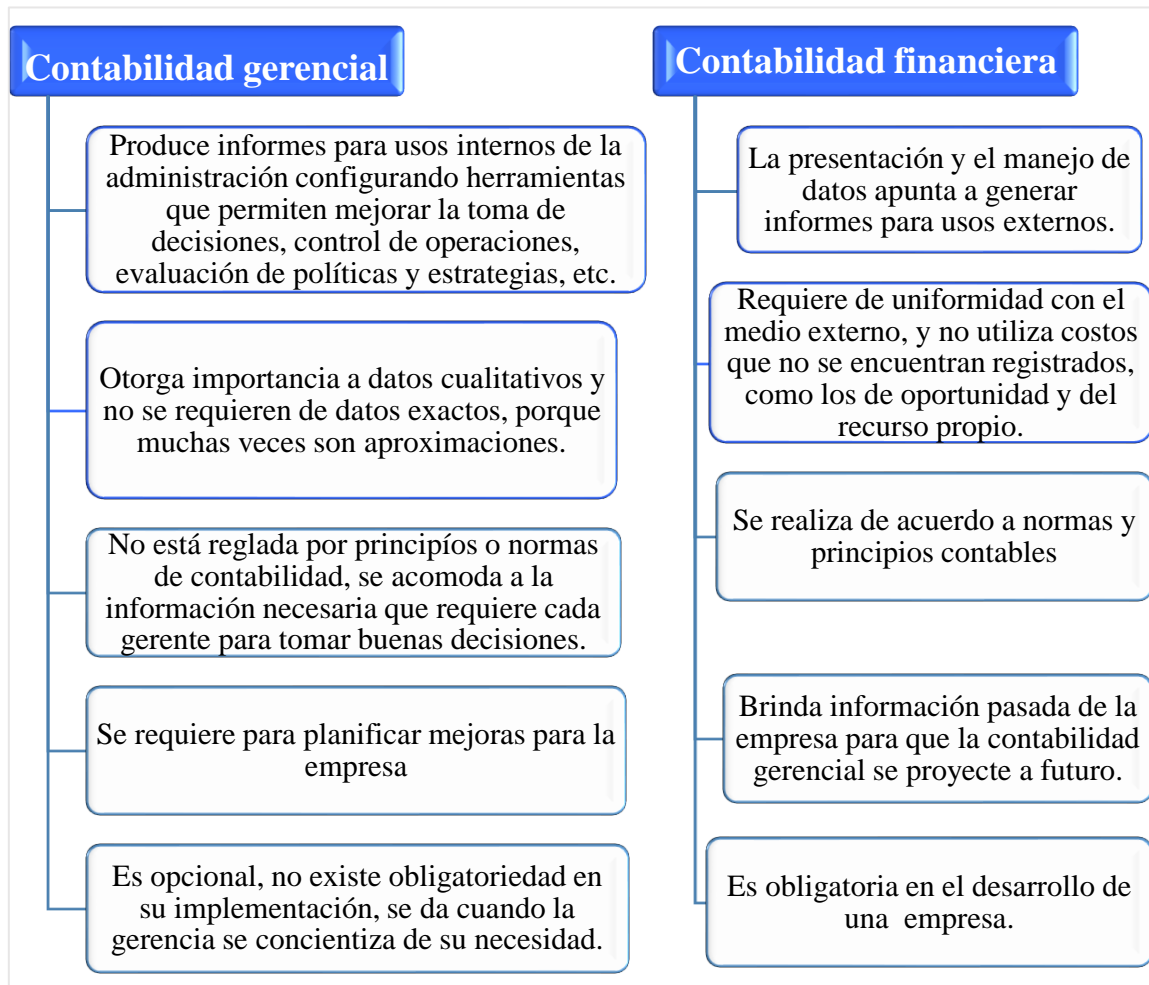 Contabilidad gerencial
Produce informes para usos internos de la
administración configurando herramientas
que permiten mejorar la toma de
decisiones, control de operaciones,
evaluación de políticas y estrategias, etc.
Otorga importancia a datos cualitativos y
no se requieren de datos exactos, porque
muchas veces son aproximaciones.
No está reglada por principíos o normas
de contabilidad, se acomoda a la
información necesaria que requiere cada
gerente para tomar buenas decisiones.
Se requiere para planificar mejoras para la
empresa
Es opcional, no existe obligatoriedad en
su implementación, se da cuando la
gerencia se concientiza de su necesidad.
Contabilidad financiera
La presentación y el manejo de
datos apunta a generar
informes para usos externos.
Requiere de uniformidad con el
medio externo, y no utiliza costos
que no se encuentran registrados,
como los de oportunidad y del
recurso propio.
Se realiza de acuerdo a normas y
principios contables
Brinda información pasada de la
empresa para que la contabilidad
gerencial se proyecte a futuro.
Es obligatoria en el desarrollo de
una empresa.